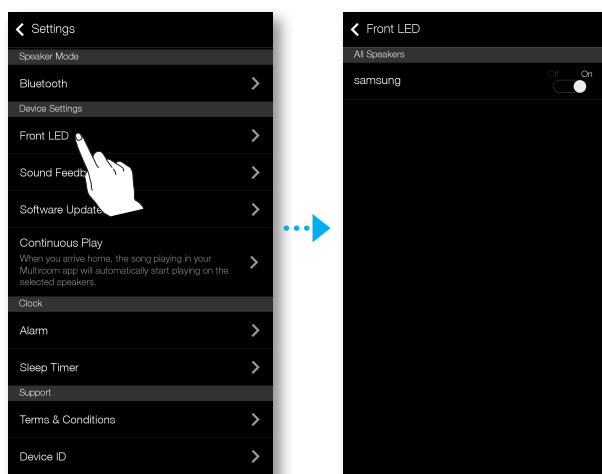 Settings
Speaker Mode
Bluetooth
Device Settings
Front LED
Sound Feedb
Software Update
Continuous Play
When you arrive home, the song playing in your
Multiroom app will automatically start playing on the
selected speakers.
Clock
Alarm
Sleep Timer
Support
Terms & Conditions
Device ID
Front LED
All Speakers
samsung
Off On